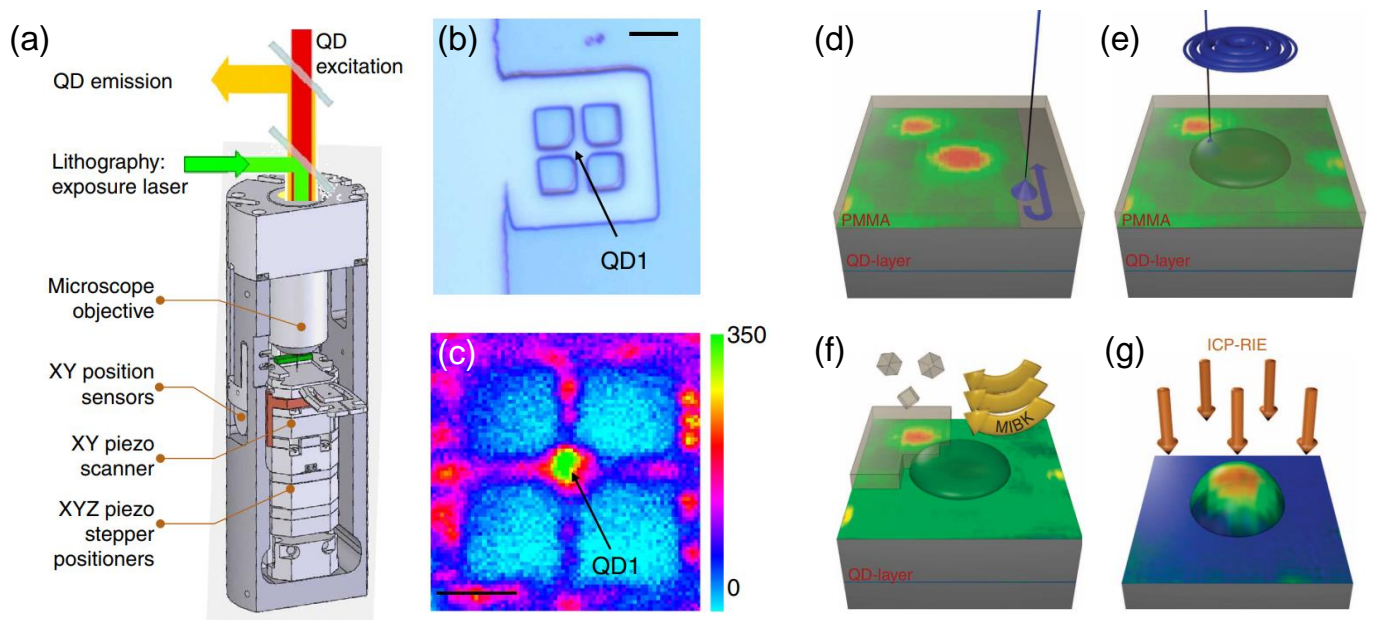 (a)
QD
excitation
QD emission
Lithography:
exposure laser
Microscope
objective
XY position
sensors
XY piezo
scanner
XYZ piezo
stepper
positioners
(b)
QD1
(c)
350
0
QD1
(d)
PMMA
QD-layer
(e)
PMMA
QD-layer
(f)
MIBK
QD-layer
(g)
ICP-RIE